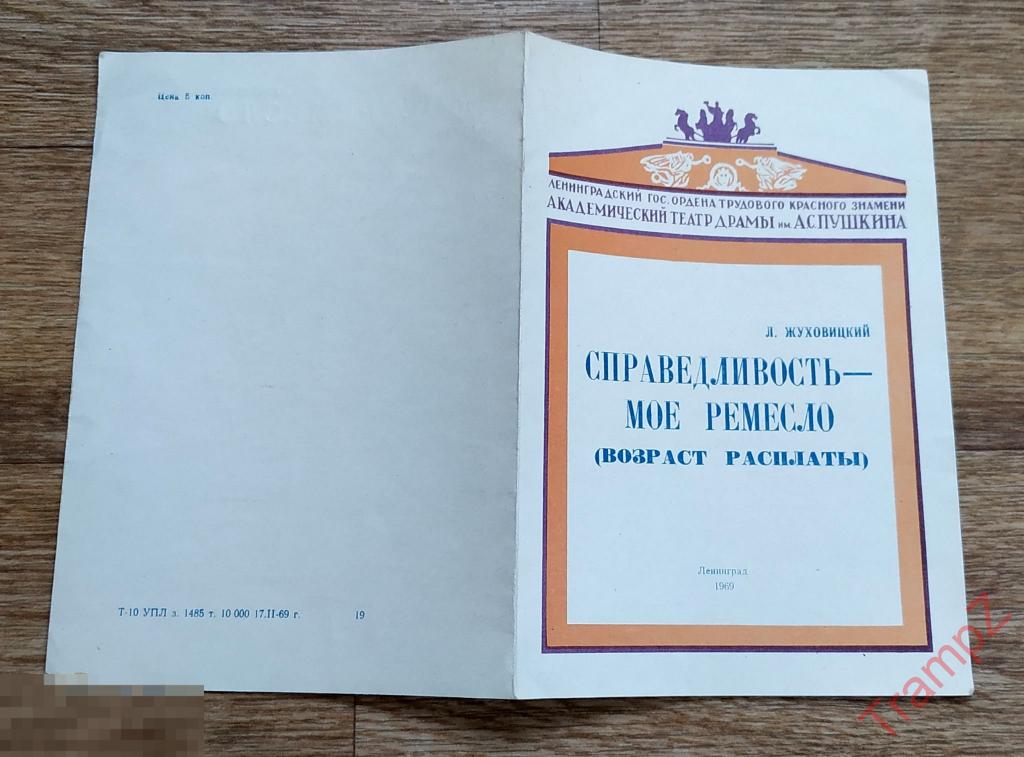 Цена 5 коп.
Т-10 УПЛ з. 1485 т. 10 000 17.II-69 г. 19
ЛЕНИНГРАДСКИЙ ГОС. ОРДЕНА ТРУДОВОГО КРАСНОГО ЗНАМЕНИ
АКАДЕМИЧЕСКИЙ ТЕАТР ДРАМЫ ИМ. А.С.ПУШКИНА
Л. ЖУХОВИЦКИЙ
СПРАВЕДЛИВОСТЬ—
МОЕ РЕМЕСЛО
(ВОЗРАСТ РАСПЛАТЫ)
Ленинград
1969
TrampZ